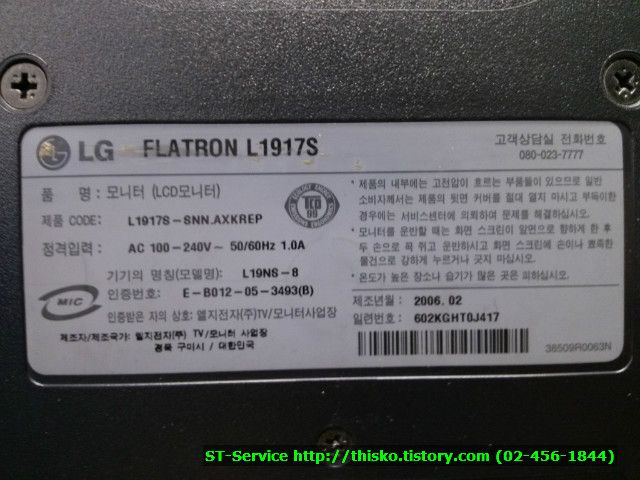 LG FLATRON L1917S
고객상담실 전화번호
080-023-7777
품 명 : 모니터 (LCD모니터)
제품 CODE: L1917S-SNN.AXKREP
정격입력 : AC 100-240V~ 50/60Hz 1.0A
기기의 명칭(모델명): L19NS-8
인증번호: E-B012-05-3493(B)
인증받은 자의 상호: 엘지전자(주)TV/모니터사업장
제조자/제조국가: 엘지전자(주) TV/모니터 사업장
경북 구미시 / 대한민국
MIC
TCO 99
* 제품의 내부에는 고전압이 흐르는 부품들이 있으므로 일반
소비자께서는 제품의 뒷면 커버를 절대 열지 마시고 부득이한
경우에는 서비스센터에 의뢰하여 문제를 해결하십시오.
* 모니터를 운반할 때는 화면 스크린이 앞면으로 향하게 한 후
두 손으로 꼭 쥐고 운반하시고 화면 스크린에 손이나 뾰족한
물건으로 강하게 누르거나 긋지 마십시오.
* 온도가 높은 장소나 습기가 많은 곳은 피하십시오.
제조년월 : 2006. 02
일련번호 : 602KGHT0J417
38509R0063N
ST-Service http://thisko.tistory.com (02-456-1844)